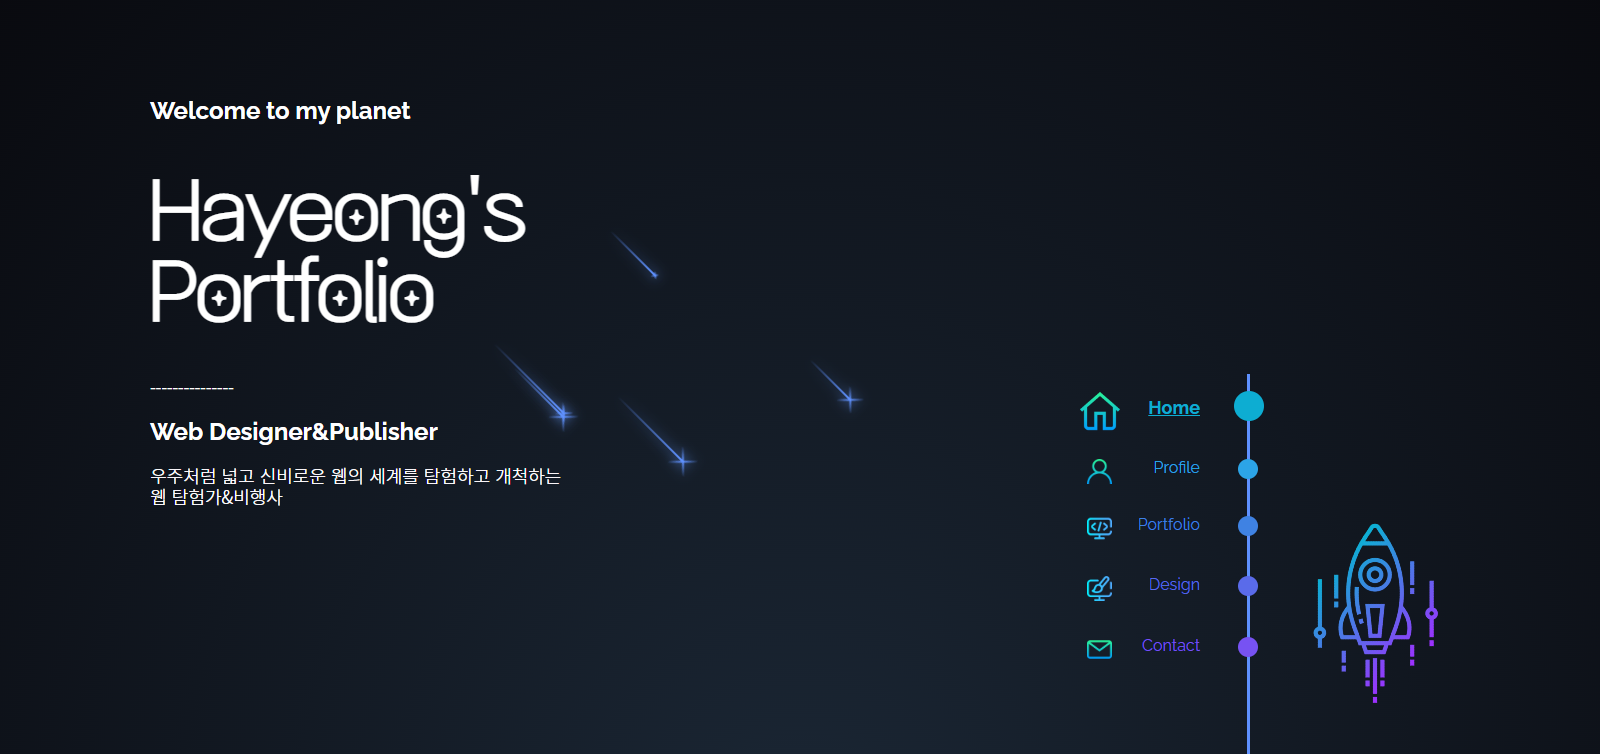 Welcome to my planet
Hayeong's
Portfolio
---------------
Web Designer&Publisher
우주처럼 넓고 신비로운 웹의 세계를 탐험하고 개척하는
웹 탐험가&비행사
Home
Profile
Portfolio
Design
Contact